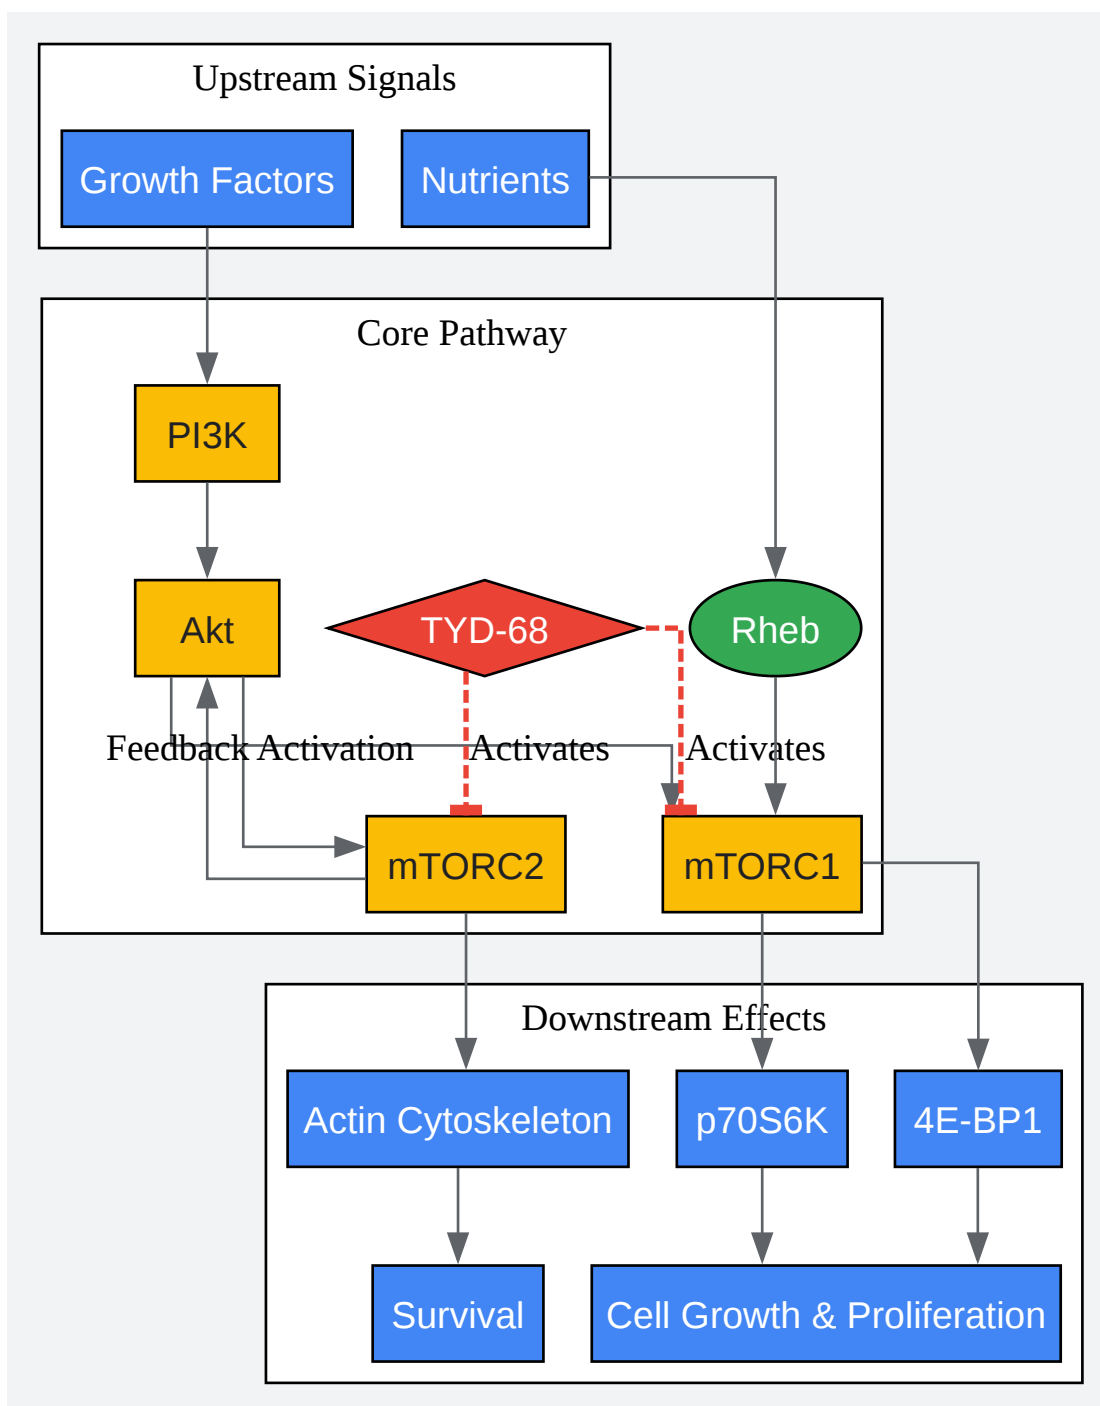 Upstream Signals
Growth Factors
Nutrients
Core Pathway
PI3K
Akt
TYD-68
Rheb
Feedback Activation
Activates
Activates
mTORC2
mTORC1
Downstream Effects
Actin Cytoskeleton
p70S6K
4E-BP1
Survival
Cell Growth & Proliferation